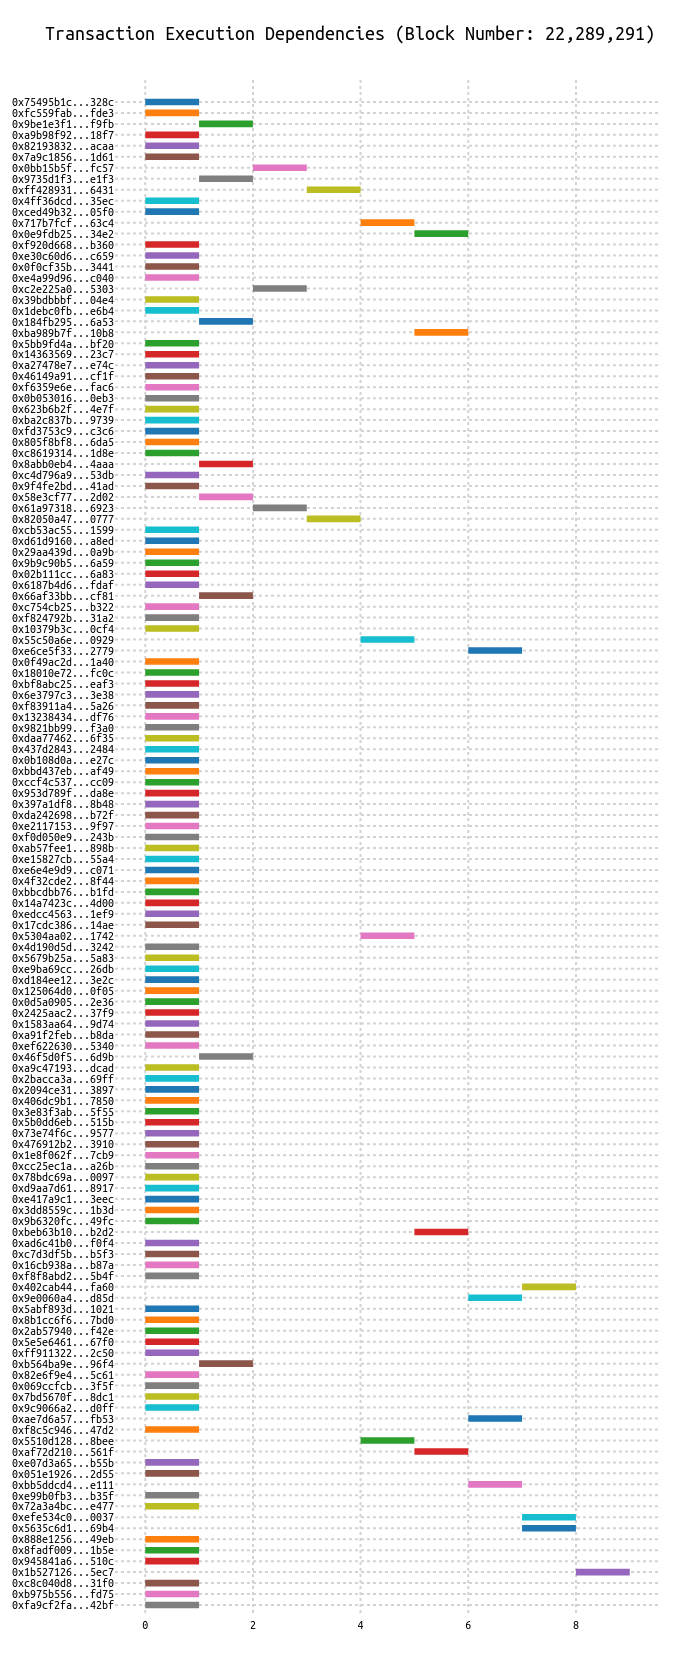 Transaction Execution Dependencies (Block Number: 22,289,291)
0x75495b1c...328c
0xfc559fab...fde3
0x9be1e3f1...f9fb
0xa9b98f92...18f7
0x82193832...acaa
0x7a9c1856...1d61
0x0bb15b5f...fc57
0x9735d1f3...e1f3
0xff428931...6431
0x4ff36dcd...35ec
0xced49b32...05f0
0x717b7fcf...63c4
0x0e9fdb25...34e2
0xf920d668...b360
0xe30c60d6...c659
0x0f0cf35b...3441
0xe4a99d96...c040
0xc2e225a0...5303
0x39bdbbbf...04e4
0x1debc0fb...e6b4
0x184fb295...6a53
0xba989b7f...10b8
0x5bb9fd4a...bf20
0x14363569...23c7
0xa27478e7...e74c
0x46149a91...cf1f
0xf6359e6e...fac6
0x0b053016...0eb3
0x623b6b2f...4e7f
0xba2c837b...9739
0xfd3753c9...c3c6
0x805f8bf8...6da5
0xc8619314...1d8e
0x8abb0eb4...4aaa
0xc4d796a9...53db
0x9f4fe2bd...41ad
0x58e3cf77...2d02
0x61a97318...6923
0x82050a47...0777
0xcb53ac55...1599
0xd61d9160...a8ed
0x29aa439d...0a9b
0x9b9c90b5...6a59
0x02b111cc...6a83
0x6187b4d6...fdaf
0x66af33bb...cf81
0xc754cb25...b322
0xf824792b...31a2
0x10379b3c...0cf4
0x55c50a6e...0929
0xe6ce5f33...2779
0x0f49ac2d...1a40
0x18010e72...fc0c
0xbf8abc25...eaf3
0x6e3797c3...3e38
0xf83911a4...5a26
0x13238434...df76
0x9821bb99...f3a0
0xdaa77462...6f35
0x437d2843...2484
0x0b108d0a...e27c
0xbbd437eb...af49
0xccf4c537...cc09
0x953d789f...da8e
0x397a1df8...8b48
0xda242698...b72f
0xe2117153...9f97
0xf0d050e9...243b
0xab57fee1...898b
0xe15827cb...55a4
0xe6e4e9d9...c071
0x4f32cde2...8f44
0xbbcdbb76...b1fd
0x14a7423c...4d00
0xedcc4563...1ef9
0x17cdc386...14ae
0x5304aa02...1742
0x4d190d5d...3242
0x5679b25a...5a83
0xe9ba69cc...26db
0xd184ee12...3e2c
0x125064d0...0f05
0x0d5a0905...2e36
0x2425aac2...37f9
0x1583aa64...9d74
0xa91f2feb...b8da
0xef622630...5340
0x46f5d0f5...6d9b
0xa9c47193...dcad
0x2bacca3a...69ff
0x2094ce31...3897
0x406dc9b1...7850
0x3e83f3ab...5f55
0x5b0dd6eb...515b
0x73e74f6c...9577
0x476912b2...3910
0x1e8f062f...7cb9
0xcc25ec1a...a26b
0x78bdc69a...0097
0xd9aa7d61...8917
0xe417a9c1...3eec
0x3dd8559c...1b3d
0x9b6320fc...49fc
0xbeb63b10...b2d2
0xad6c41b0...f0f4
0xc7d3df5b...b5f3
0x16cb938a...b87a
0xf8f8abd2...5b4f
0x402cab44...fa60
0x9e0060a4...d85d
0x5abf893d...1021
0x8b1cc6f6...7bd0
0x2ab57940...f42e
0x5e5e6461...67f0
0xff911322...2c50
0xb564ba9e...96f4
0x82e6f9e4...5c61
0x069ccfcb...3f5f
0x7bd5670f...8dc1
0x9c9066a2...d0ff
0xae7d6a57...fb53
0xf8c5c946...47d2
0x5510d128...8bee
0xaf72d210...561f
0xe07d3a65...b55b
0x051e1926...2d55
0xbb5ddcd4...e111
0xe99b0fb3...b35f
0x72a3a4bc...e477
0xefe534c0...0037
0x5635c6d1...69b4
0x888e1256...49eb
0x8fadf009...1b5e
0x945841a6...510c
0x1b527126...5ec7
0xc8c040d8...31f0
0xb975b556...fd75
0xfa9cf2fa...42bf
0 2 4 6 8